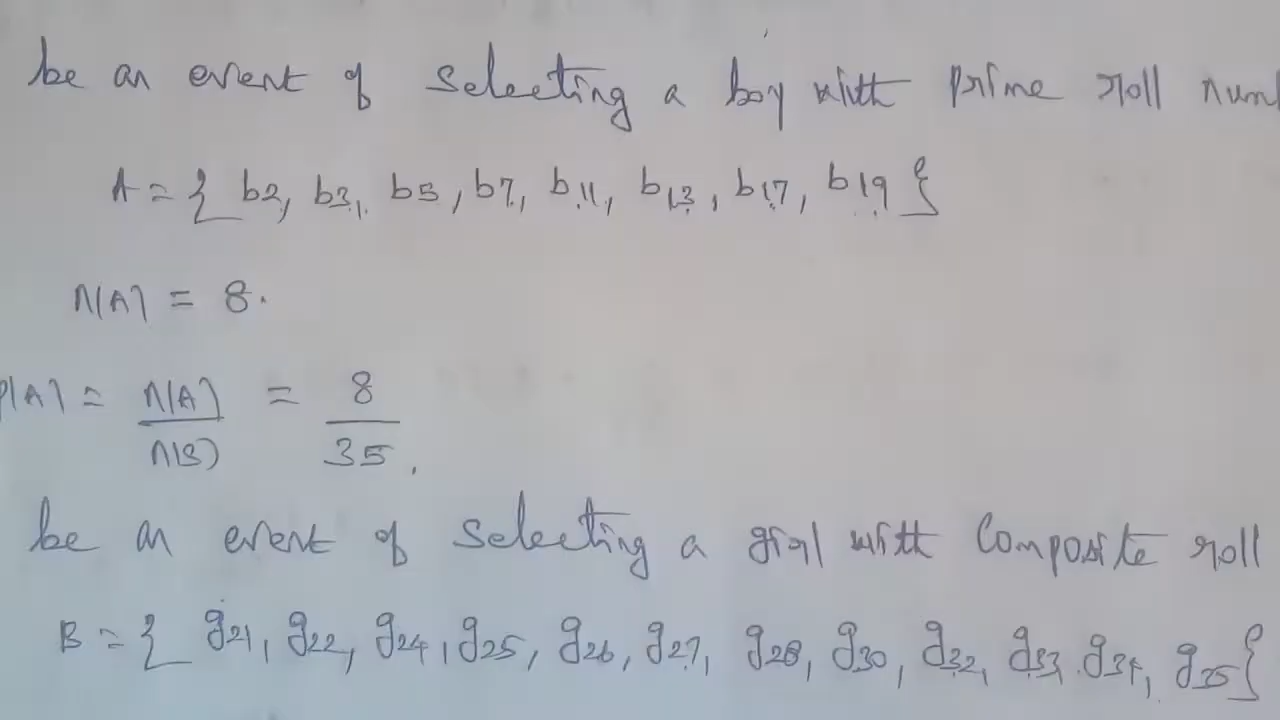 be an event of selecting a boy with prime roll num
A = { b2, b3, b5, b7, b11, b13, b17, b19 }
n(A) = 8.
P(A) = n(A) / n(S) = 8 / 35.
be an event of selecting a girl with composite roll
B = { g21, g22, g24, g25, g26, g27, g28, g30, g32, g33, g34, g35 }